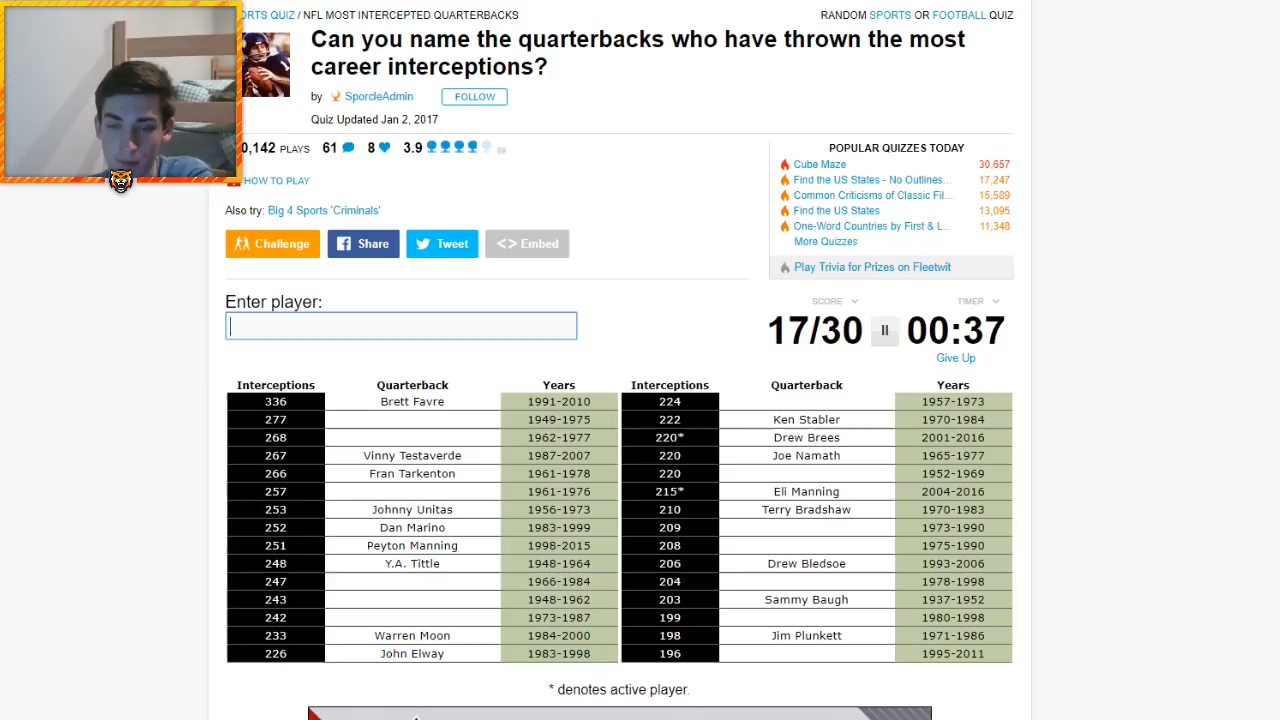 ORTS QUIZ / NFL MOST INTERCEPTED QUARTERBACKS
RANDOM SPORTS OR FOOTBALL QUIZ
Can you name the quarterbacks who have thrown the most
career interceptions?
by SporcleAdmin FOLLOW
Quiz Updated Jan 2, 2017
0,142 PLAYS 61 8 3.9 89
HOW TO PLAY
Also try: Big 4 Sports 'Criminals'
Challenge Share Tweet <> Embed
POPULAR QUIZZES TODAY
Cube Maze 30,657
Find the US States - No Outlines... 17,247
Common Criticisms of Classic Fil... 15,589
Find the US States 13,095
One-Word Countries by First & L... 11,348
More Quizzes
Play Trivia for Prizes on Fleetwit
Enter player:
SCORE TIMER
17/30 00:37
Give Up
Interceptions Quarterback Years Interceptions Quarterback Years
336 Brett Favre 1991-2010 224 1957-1973
277 1949-1975 222 Ken Stabler 1970-1984
268 1962-1977 220* Drew Brees 2001-2016
267 Vinny Testaverde 1987-2007 220 Joe Namath 1965-1977
266 Fran Tarkenton 1961-1978 220 1952-1969
257 1961-1976 215* Eli Manning 2004-2016
253 Johnny Unitas 1956-1973 210 Terry Bradshaw 1970-1983
252 Dan Marino 1983-1999 209 1973-1990
251 Peyton Manning 1998-2015 208 1975-1990
248 Y.A. Tittle 1948-1964 206 Drew Bledsoe 1993-2006
247 1966-1984 204 1978-1998
243 1948-1962 203 Sammy Baugh 1937-1952
242 1973-1987 199 1980-1998
233 Warren Moon 1984-2000 198 Jim Plunkett 1971-1986
226 John Elway 1983-1998 196 1995-2011
* denotes active player.